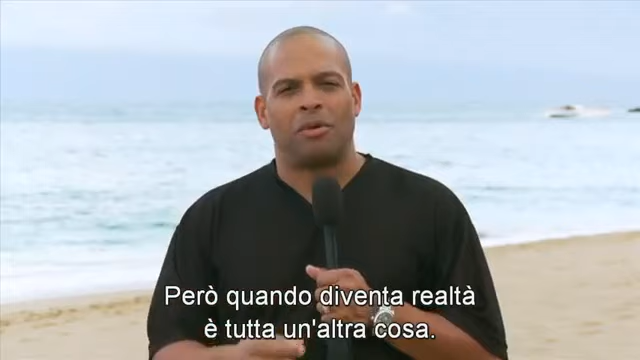 Però quando diventa realtà
è tutta un'altra cosa.